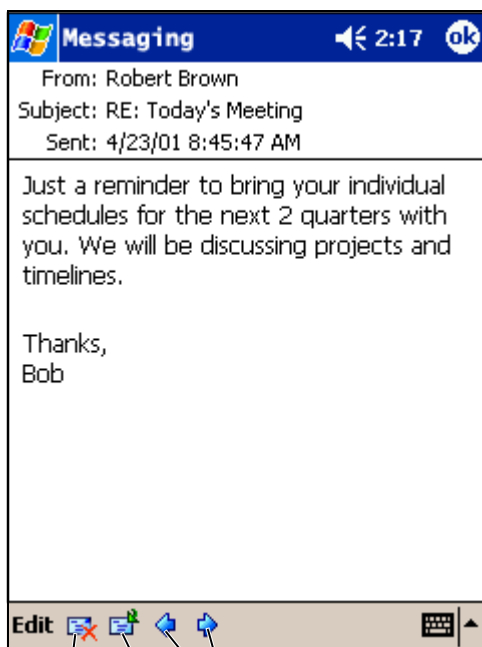 Messaging 2:17 ok
From: Robert Brown
Subject: RE: Today's Meeting
Sent: 4/23/01 8:45:47 AM
Just a reminder to bring your individual
schedules for the next 2 quarters with
you. We will be discussing projects and
timelines.
Thanks,
Bob
Edit